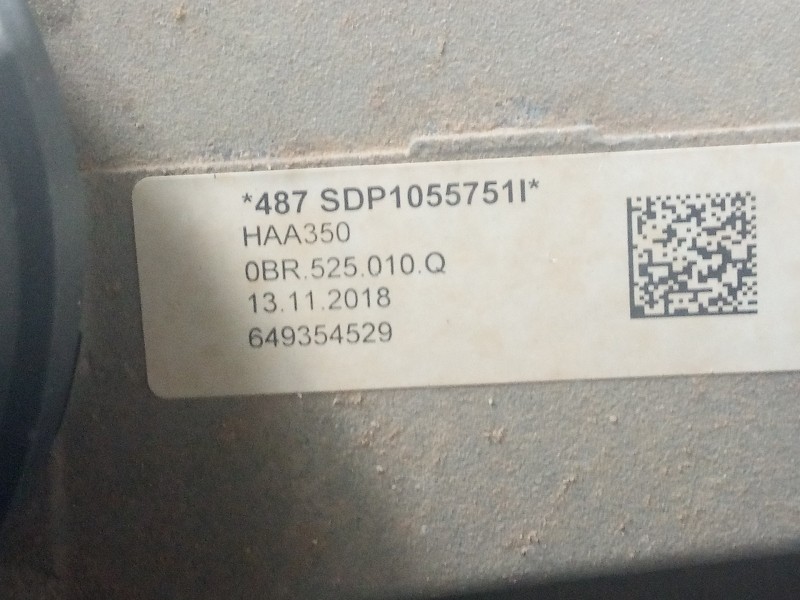 *487 SDP1055751I*
HAA350
0BR.525.010.Q
13.11.2018
649354529